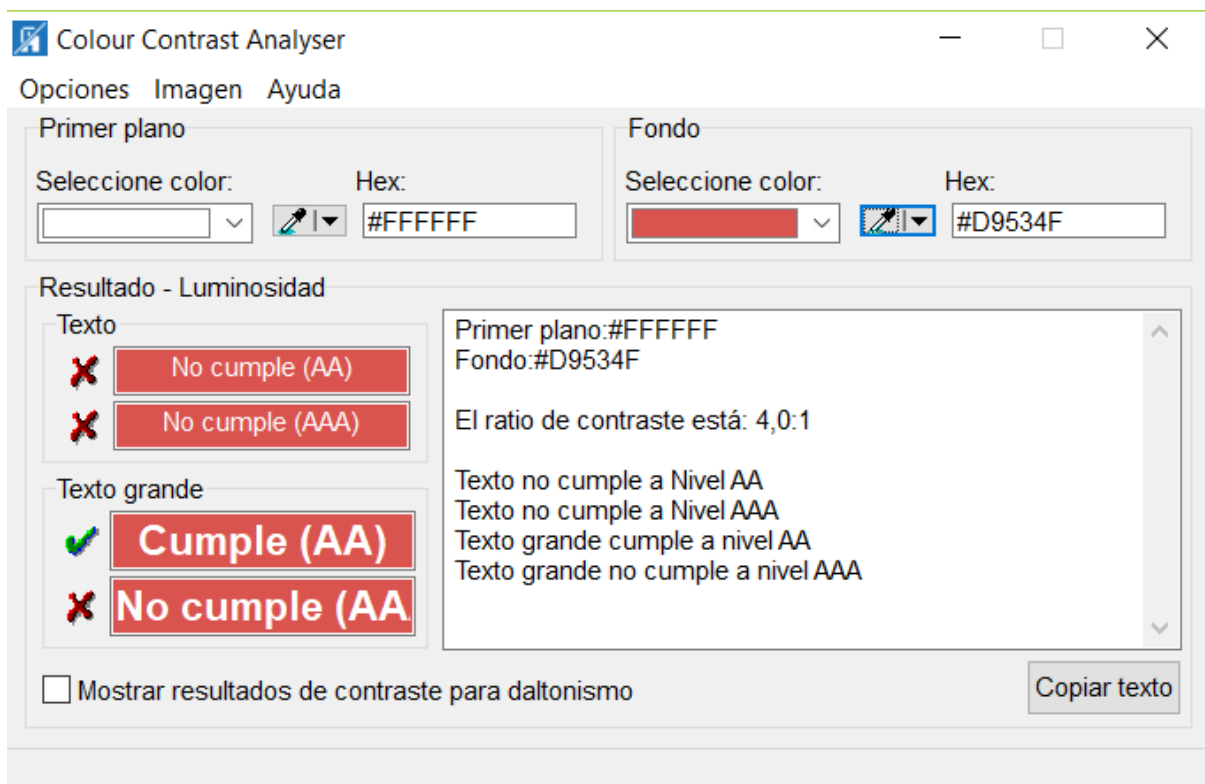 Colour Contrast Analyser
Opciones Imagen Ayuda
Primer plano
Seleccione color: Hex:
#FFFFFF
Fondo
Seleccione color: Hex:
#D9534F
Resultado - Luminosidad
Texto
No cumple (AA)
No cumple (AAA)
Texto grande
Cumple (AA)
No cumple (AA
Primer plano:#FFFFFF
Fondo:#D9534F
El ratio de contraste está: 4,0:1
Texto no cumple a Nivel AA
Texto no cumple a Nivel AAA
Texto grande cumple a nivel AA
Texto grande no cumple a nivel AAA
Mostrar resultados de contraste para daltonismo
Copiar texto